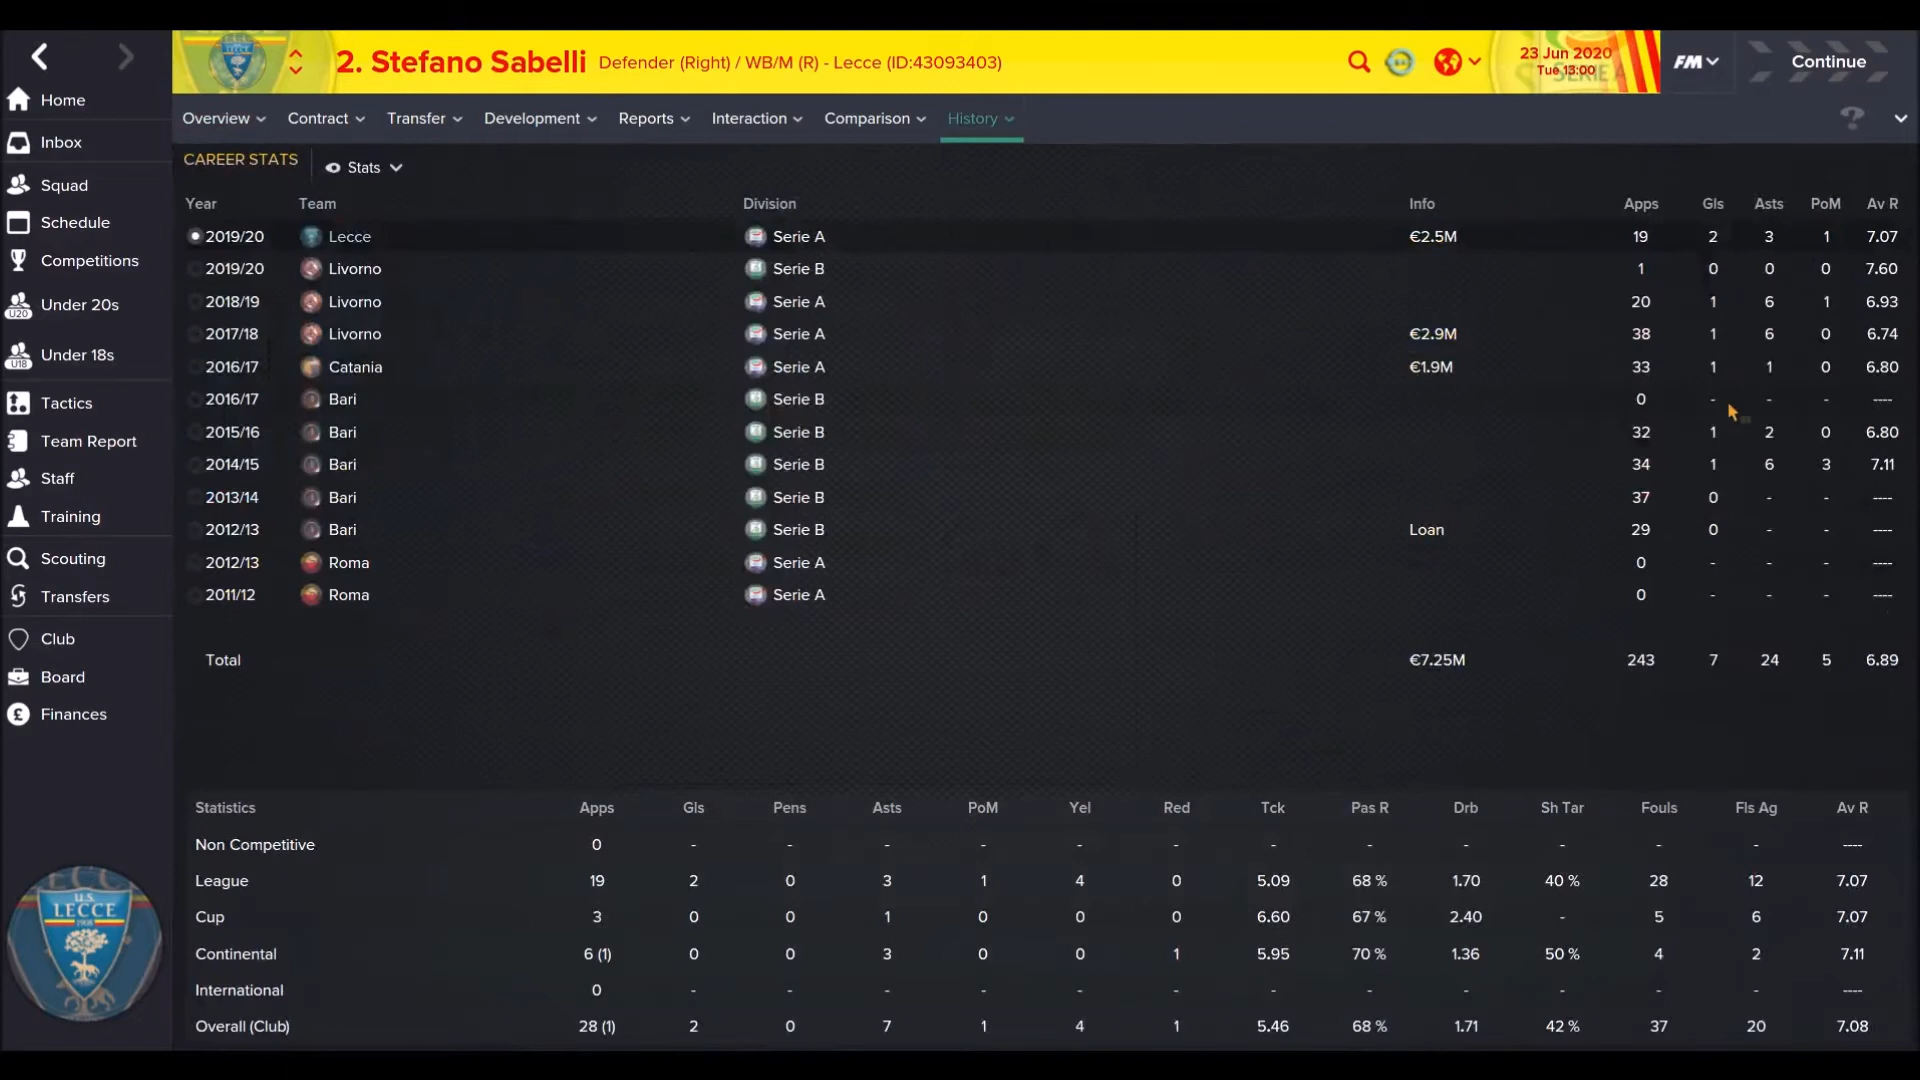 2. Stefano Sabelli Defender (Right) / WB/M (R) - Lecce (ID:43093403)
23 Jun 2020
Tue 13:00
FM
Continue
Home
Inbox
Squad
Schedule
Competitions
U20 Under 20s
U18 Under 18s
Tactics
Team Report
Staff
Training
Scouting
Transfers
Club
Board
Finances
U.S.
LECCE
1908
Overview Contract Transfer Development Reports Interaction Comparison History ?
CAREER STATS Stats
Year Team Division Info Apps Gls Asts PoM Av R
2019/20 Lecce Serie A €2.5M 19 2 3 1 7.07
2019/20 Livorno Serie B 1 0 0 0 7.60
2018/19 Livorno Serie A 20 1 6 1 6.93
2017/18 Livorno Serie A €2.9M 38 1 6 0 6.74
2016/17 Catania Serie A €1.9M 33 1 1 0 6.80
2016/17 Bari Serie B 0 - - - ----
2015/16 Bari Serie B 32 1 2 0 6.80
2014/15 Bari Serie B 34 1 6 3 7.11
2013/14 Bari Serie B 37 0 - - ----
2012/13 Bari Serie B Loan 29 0 - - ----
2012/13 Roma Serie A 0 - - - ----
2011/12 Roma Serie A 0 - - - ----
Total €7.25M 243 7 24 5 6.89
Statistics Apps Gls Pens Asts PoM Yel Red Tck Pas R Drb Sh Tar Fouls Fls Ag Av R
Non Competitive 0 - - - - - - - - - - - - ----
League 19 2 0 3 1 4 0 5.09 68 % 1.70 40 % 28 12 7.07
Cup 3 0 0 1 0 0 0 6.60 67 % 2.40 - 5 6 7.07
Continental 6 (1) 0 0 3 0 0 1 5.95 70 % 1.36 50 % 4 2 7.11
International 0 - - - - - - - - - - - - ----
Overall (Club) 28 (1) 2 0 7 1 4 1 5.46 68 % 1.71 42 % 37 20 7.08